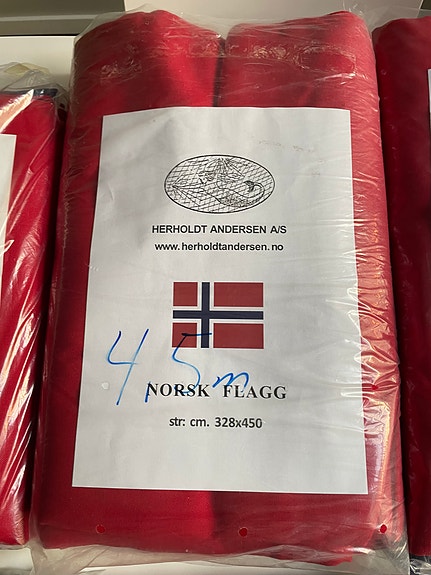 HERHOLDT ANDERSEN A/S
www.herholdtandersen.no
4,5m
NORSK FLAGG
str: cm. 328x450